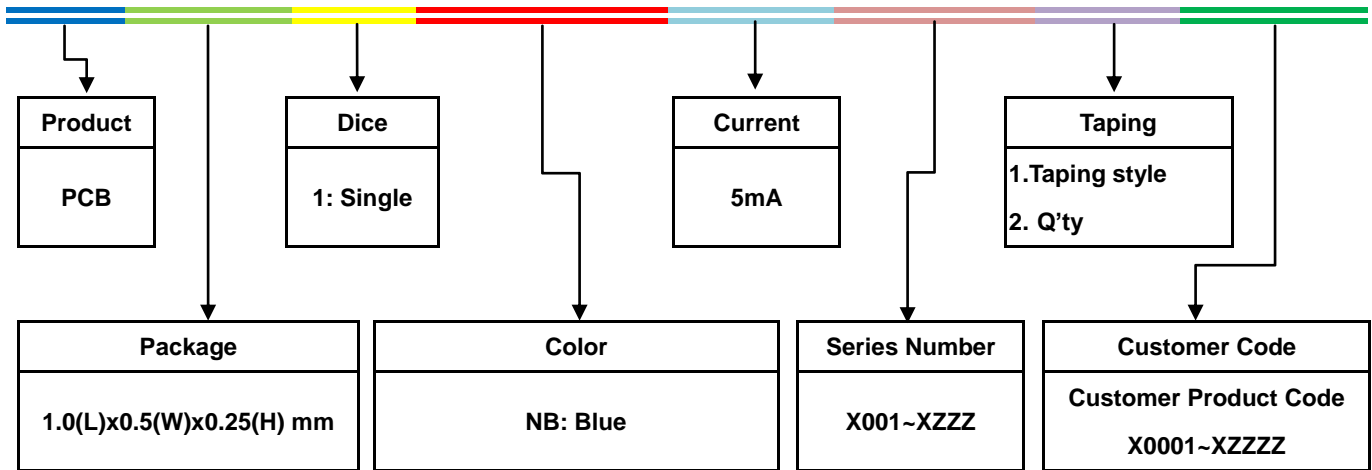 Product
PCB
Dice
1: Single
Current
5mA
Taping
1.Taping style
2. Q’ty
Package
1.0(L)x0.5(W)x0.25(H) mm
Color
NB: Blue
Series Number
X001~XZZZ
Customer Code
Customer Product Code
X0001~XZZZZ